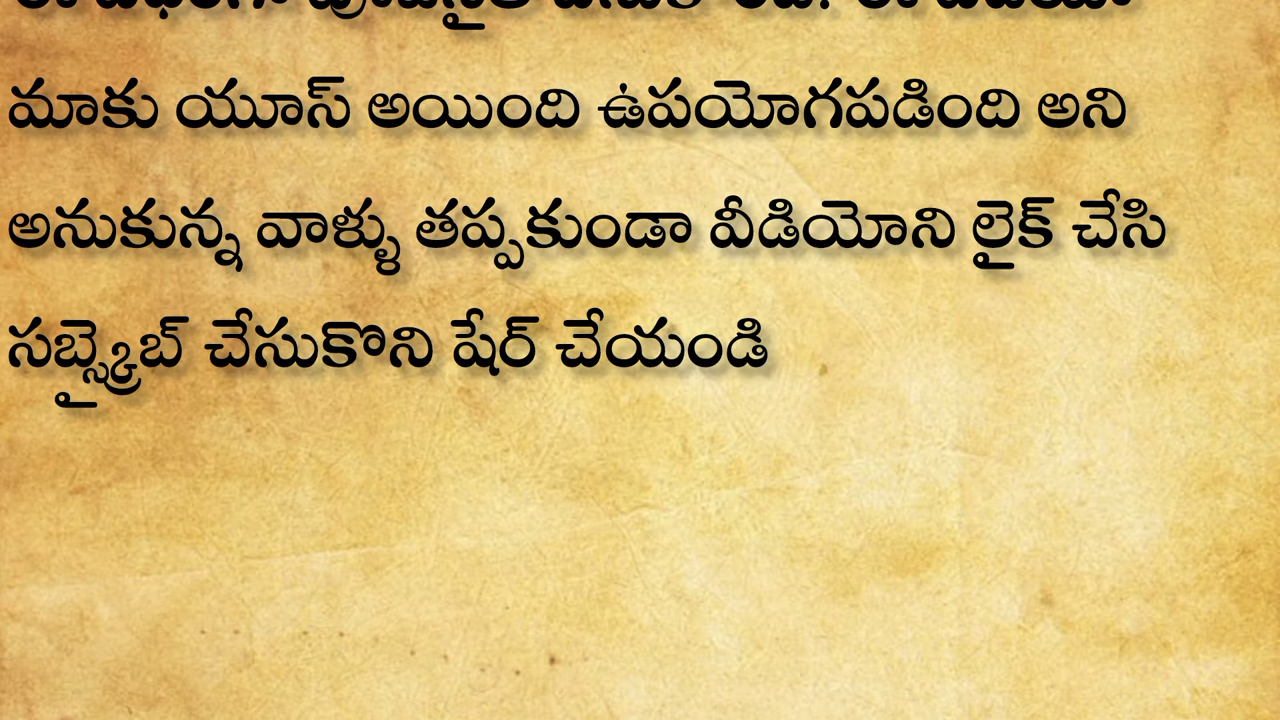 మాకు యూస్ అయింది ఉపయోగపడింది అని
అనుకున్న వాళ్ళు తప్పకుండా వీడియోని లైక్ చేసి
సబ్స్క్రైబ్ చేసుకొని షేర్ చేయండి